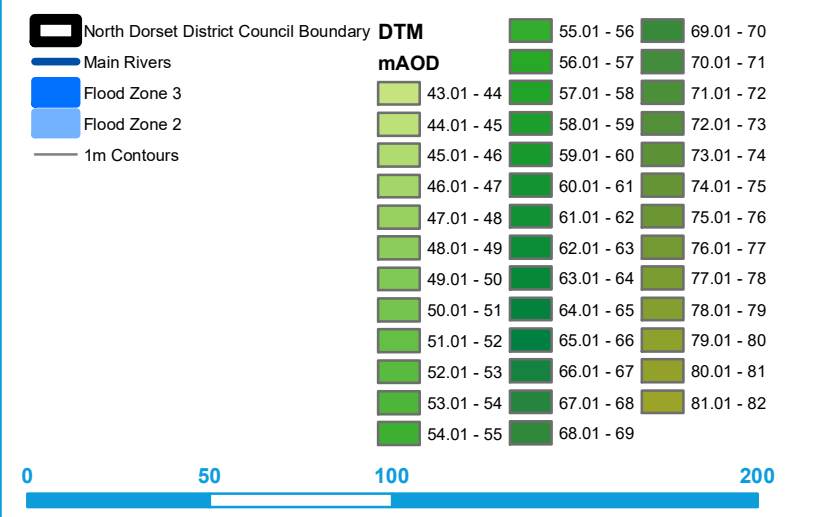 North Dorset District Council Boundary
Main Rivers
Flood Zone 3
Flood Zone 2
1m Contours
DTM
mAOD
43.01 - 44
44.01 - 45
45.01 - 46
46.01 - 47
47.01 - 48
48.01 - 49
49.01 - 50
50.01 - 51
51.01 - 52
52.01 - 53
53.01 - 54
54.01 - 55
55.01 - 56
56.01 - 57
57.01 - 58
58.01 - 59
59.01 - 60
60.01 - 61
61.01 - 62
62.01 - 63
63.01 - 64
64.01 - 65
65.01 - 66
66.01 - 67
67.01 - 68
68.01 - 69
69.01 - 70
70.01 - 71
71.01 - 72
72.01 - 73
73.01 - 74
74.01 - 75
75.01 - 76
76.01 - 77
77.01 - 78
78.01 - 79
79.01 - 80
80.01 - 81
81.01 - 82
0 50 100 200